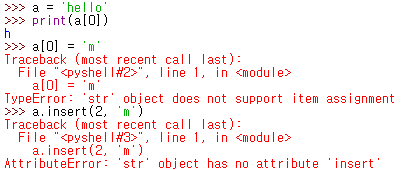 >>> a = 'hello'
>>> print(a[0])
h
>>> a[0] = 'm'
Traceback (most recent call last):
  File "<pyshell#2>", line 1, in <module>
    a[0] = 'm'
TypeError: 'str' object does not support item assignment
>>> a.insert(2, 'm')
Traceback (most recent call last):
  File "<pyshell#3>", line 1, in <module>
    a.insert(2, 'm')
AttributeError: 'str' object has no attribute 'insert'